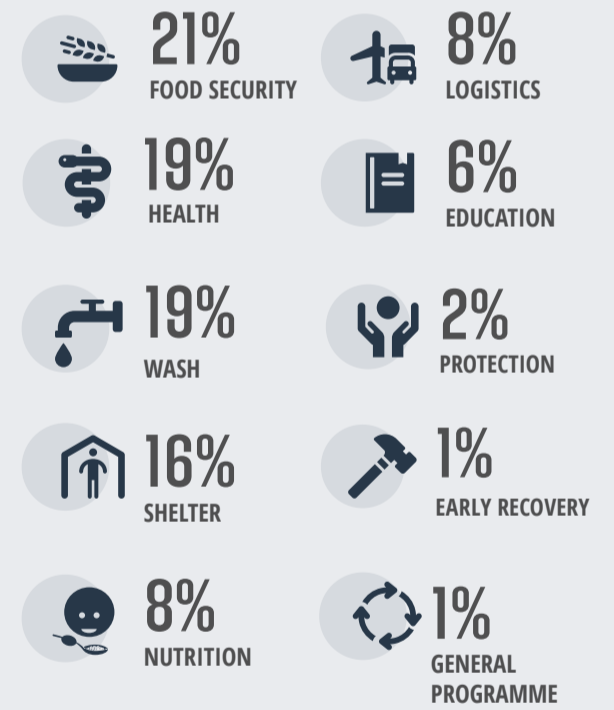 21%
FOOD SECURITY
8%
LOGISTICS
19%
HEALTH
6%
EDUCATION
19%
WASH
2%
PROTECTION
16%
SHELTER
1%
EARLY RECOVERY
8%
NUTRITION
1%
GENERAL
PROGRAMME